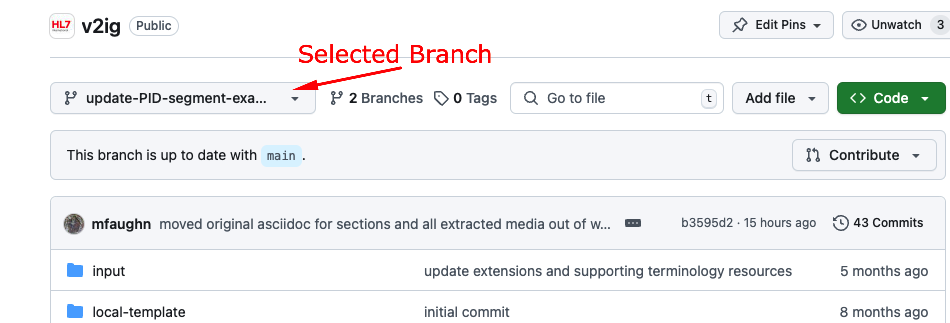 HL7 v2ig Public Edit Pins Unwatch 3
International
Selected Branch
update-PID-segment-exa... 2 Branches 0 Tags Go to file t Add file <> Code
This branch is up to date with main. Contribute
mfaughn moved original asciidoc for sections and all extracted media out of w... b3595d2 · 15 hours ago 43 Commits
input update extensions and supporting terminology resources 5 months ago
local-template initial commit 8 months ago